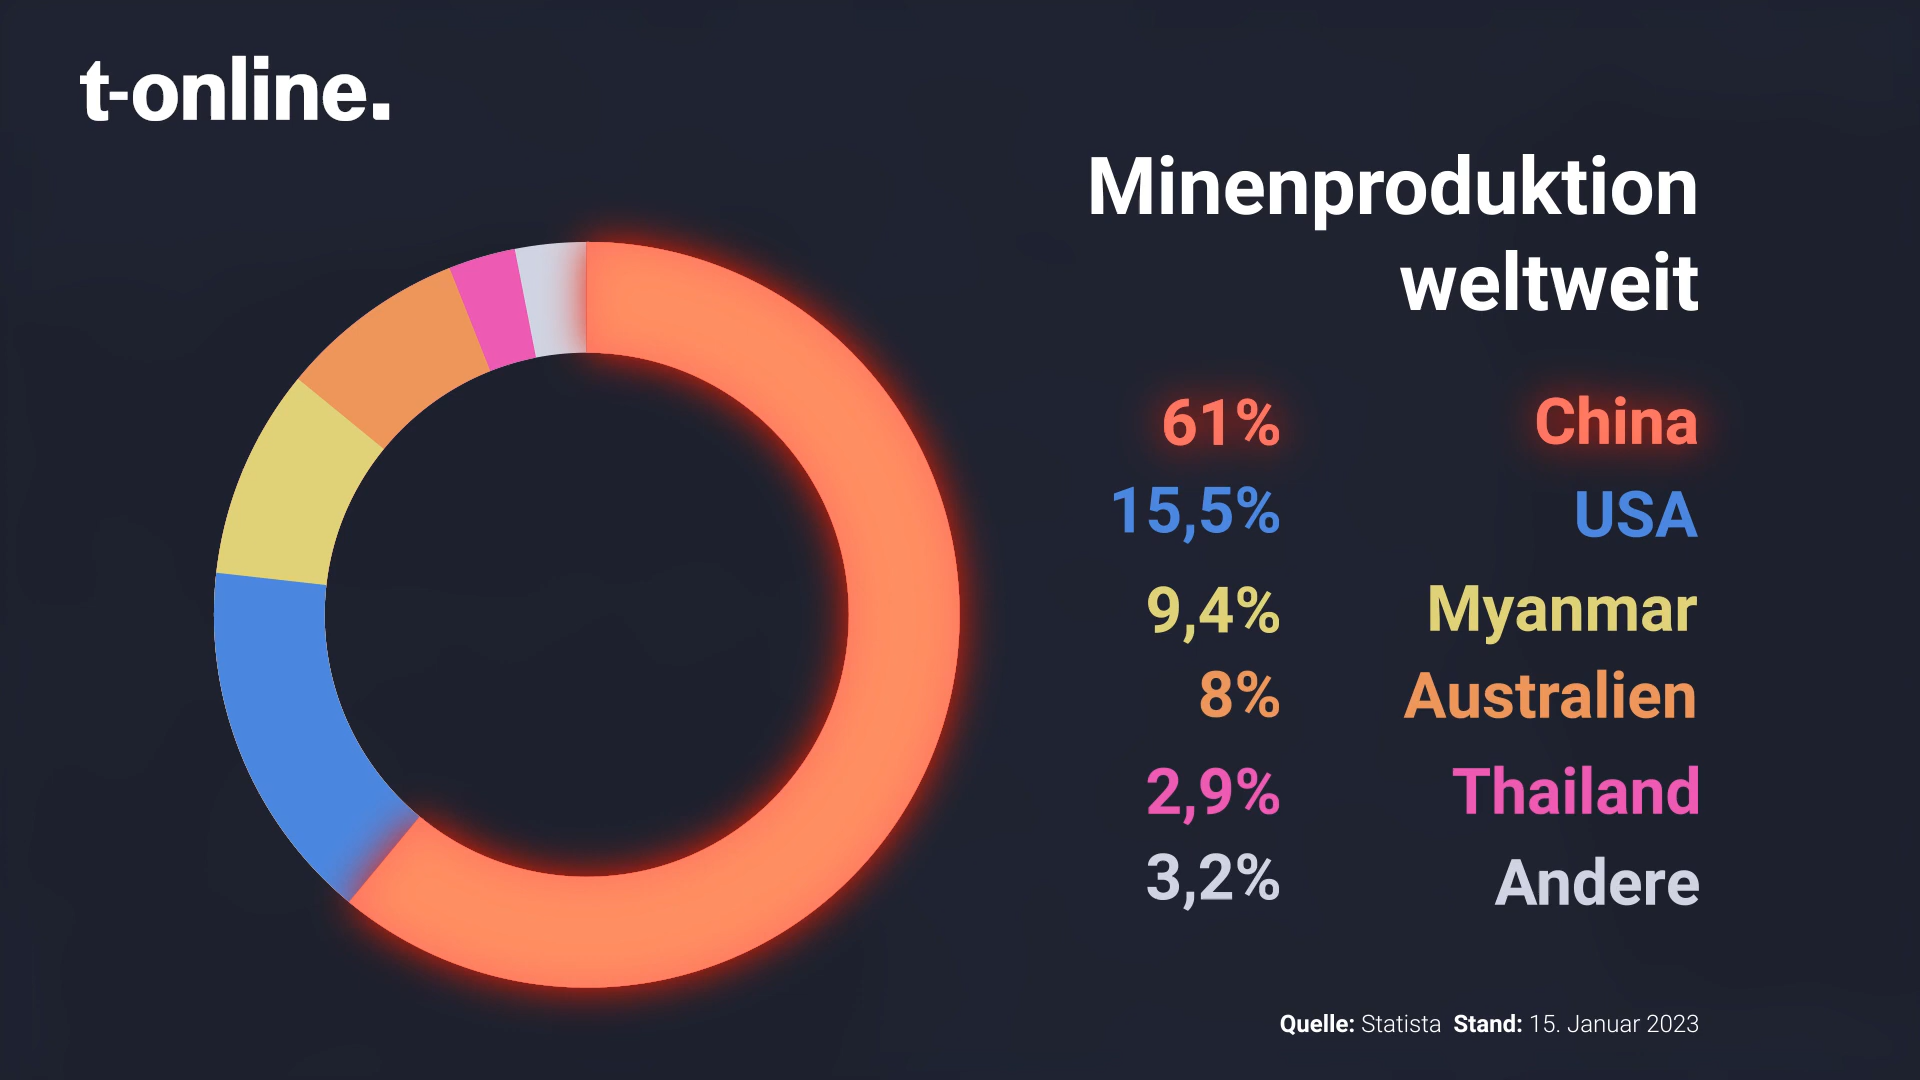 t-online.
Minenproduktion
weltweit
61% China
15,5% USA
9,4% Myanmar
8% Australien
2,9% Thailand
3,2% Andere
Quelle: Statista Stand: 15. Januar 2023